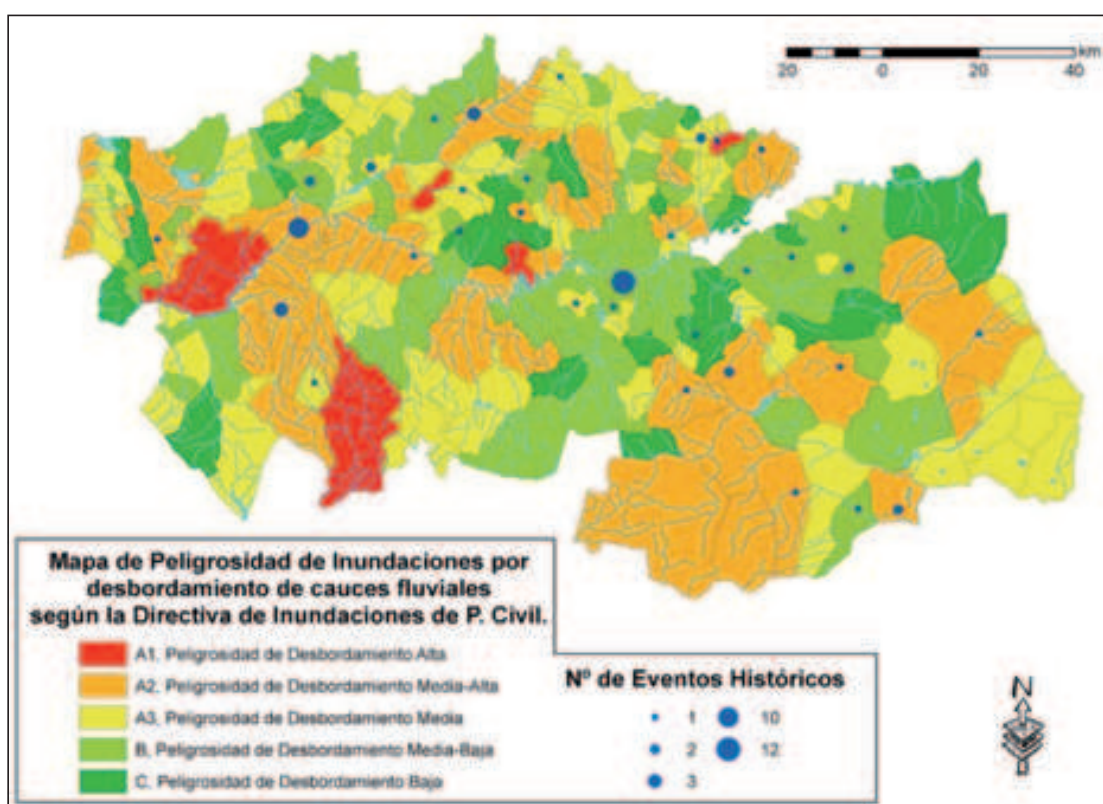 20 0 20 40 km
Mapa de Peligrosidad de Inundaciones por
desbordamiento de cauces fluviales
según la Directiva de Inundaciones de P. Civil.
A1. Peligrosidad de Desbordamiento Alta
A2. Peligrosidad de Desbordamiento Media-Alta
A3. Peligrosidad de Desbordamiento Media
B. Peligrosidad de Desbordamiento Media-Baja
C. Peligrosidad de Desbordamiento Baja
Nº de Eventos Históricos
1 10
2 12
3
N